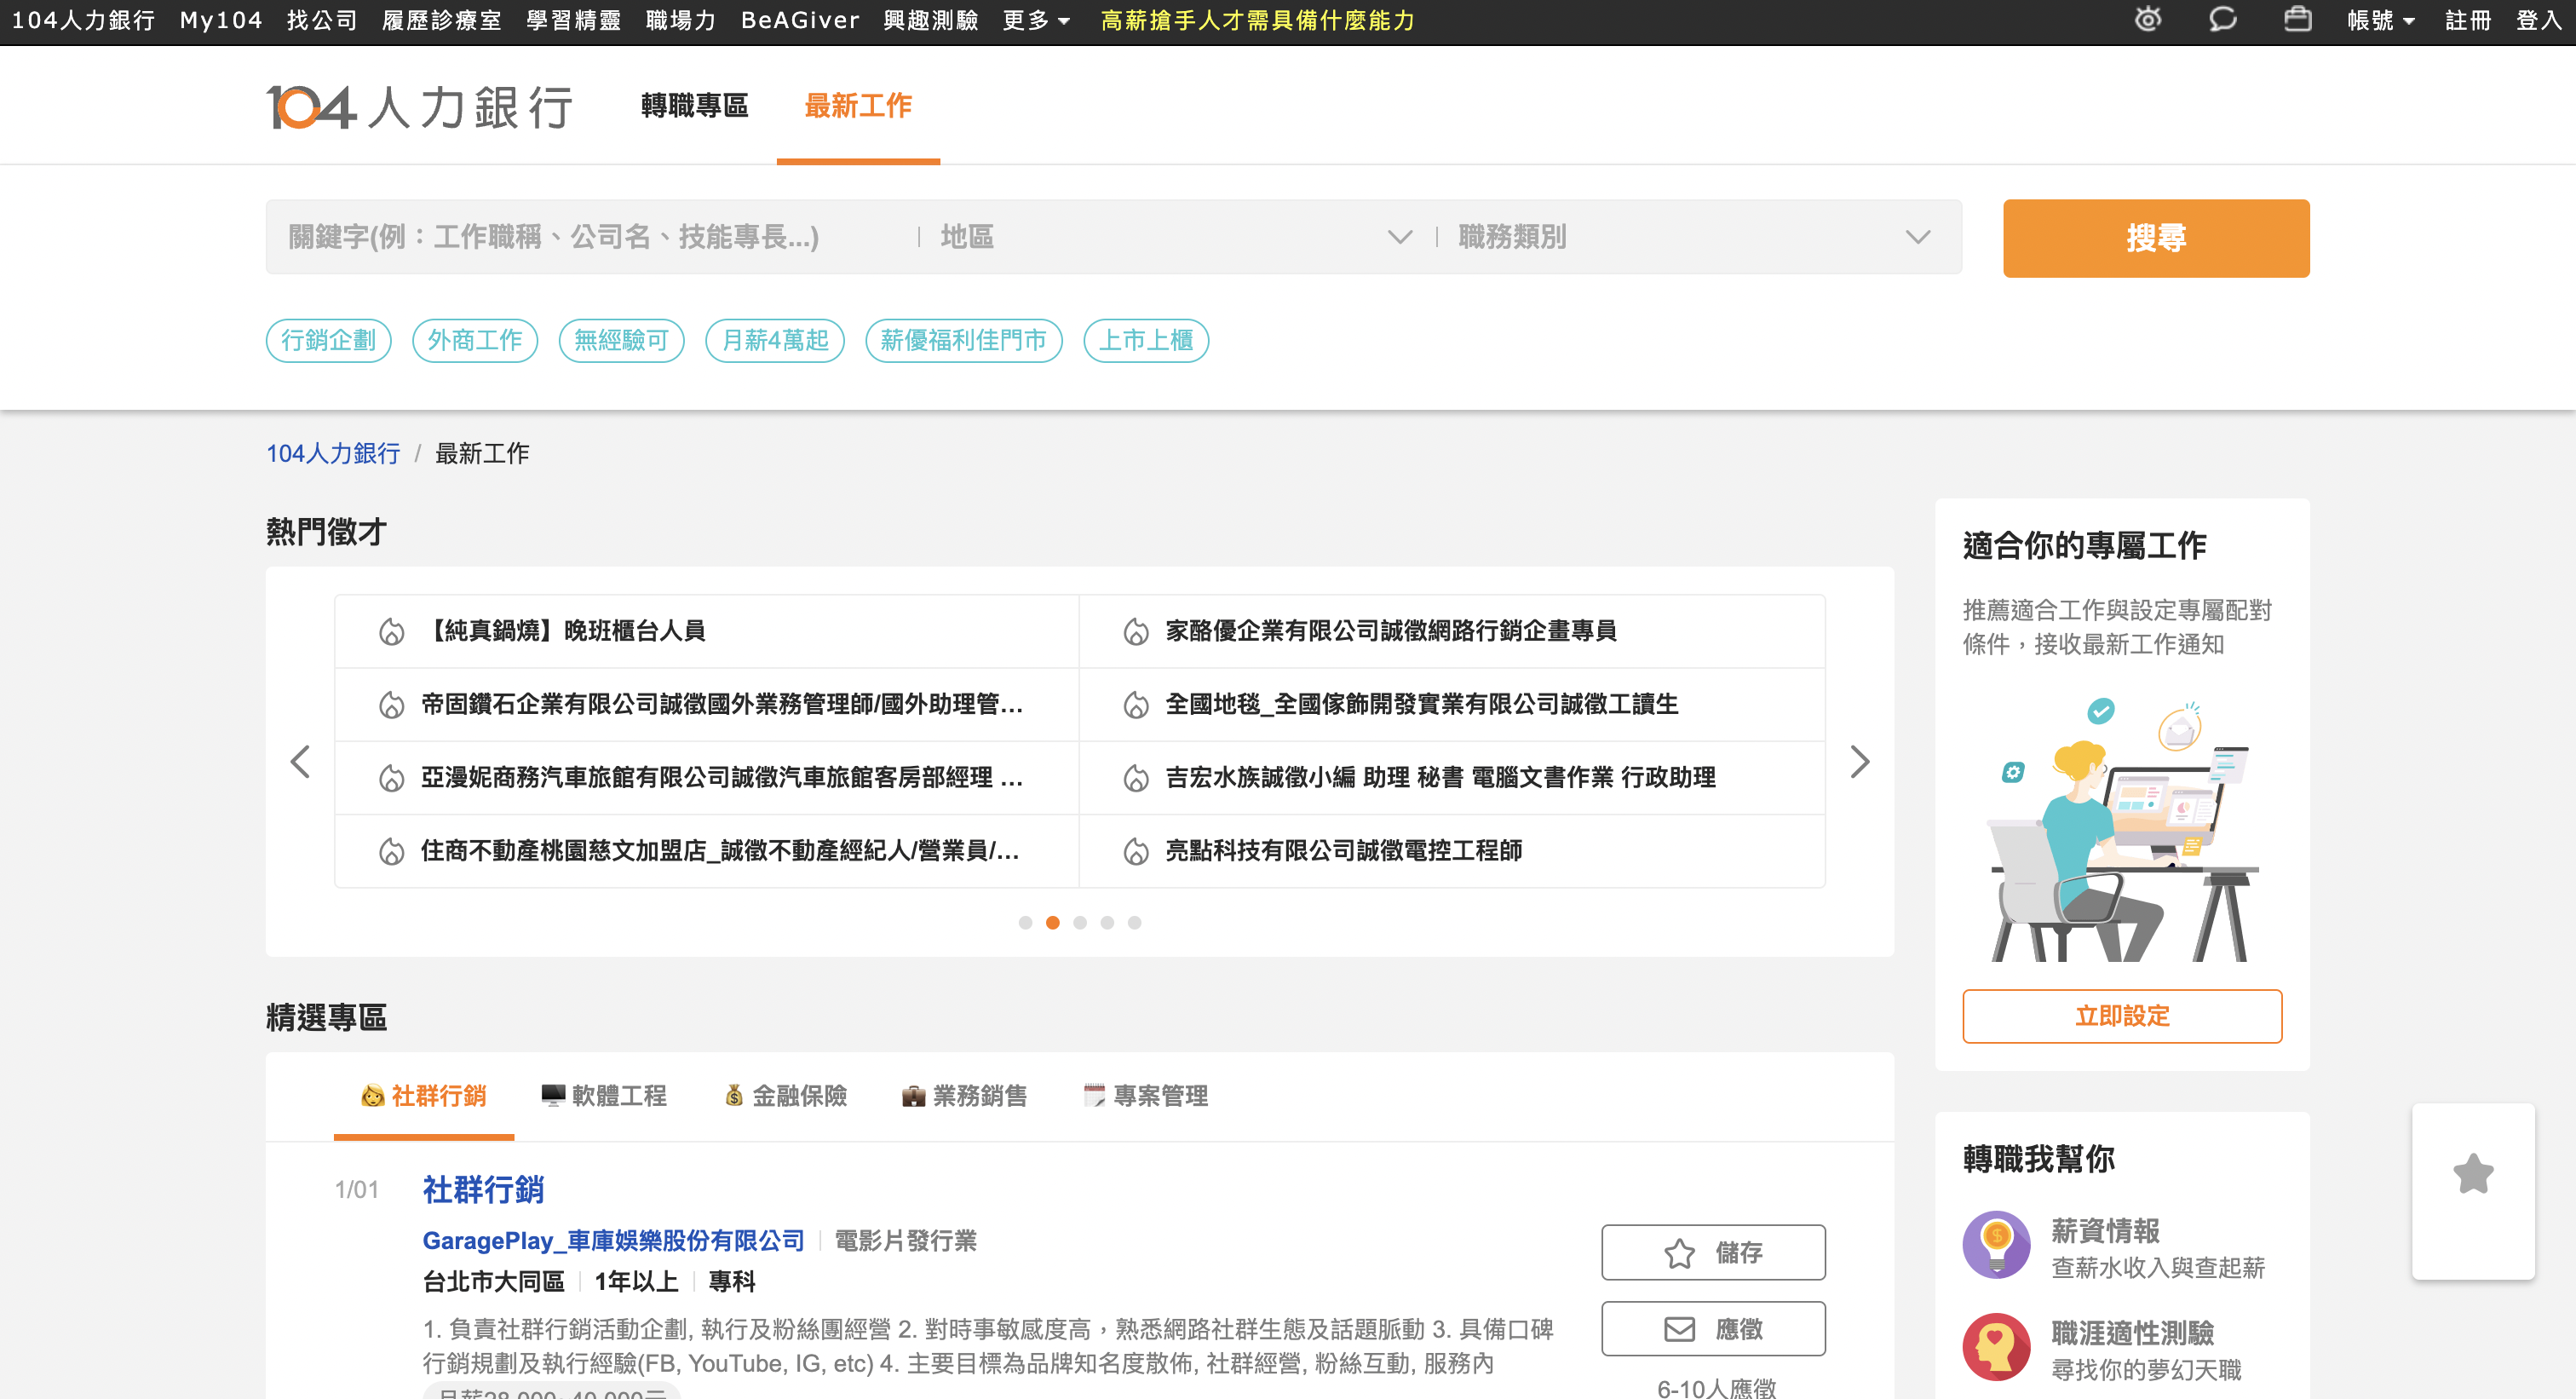 104人力銀行 My104 找公司 履歷診療室 學習精靈 職場力 BeAGiver 興趣測驗 更多 高薪搶手人才需具備什麼能力 帳號 註冊 登入
104人力銀行 轉職專區 最新工作
關鍵字(例：工作職稱、公司名、技能專長...) 地區 職務類別 搜尋
行銷企劃 外商工作 無經驗可 月薪4萬起 薪優福利佳門市 上市上櫃
104人力銀行 / 最新工作
熱門徵才
【純真鍋燒】晚班櫃台人員
家酪優企業有限公司誠徵網路行銷企畫專員
帝固鑽石企業有限公司誠徵國外業務管理師/國外助理管...
全國地毯_全國傢飾開發實業有限公司誠徵工讀生
亞漫妮商務汽車旅館有限公司誠徵汽車旅館客房部經理 ...
吉宏水族誠徵小編 助理 秘書 電腦文書作業 行政助理
住商不動產桃園慈文加盟店_誠徵不動產經紀人/營業員/...
亮點科技有限公司誠徵電控工程師
精選專區
社群行銷 軟體工程 金融保險 業務銷售 專案管理
1/01 社群行銷
GaragePlay_車庫娛樂股份有限公司 電影片發行業
台北市大同區 1年以上 專科
1. 負責社群行銷活動企劃, 執行及粉絲團經營 2. 對時事敏感度高，熟悉網路社群生態及話題脈動 3. 具備口碑
行銷規劃及執行經驗(FB, YouTube, IG, etc) 4. 主要目標為品牌知名度散佈, 社群經營, 粉絲互動, 服務內
月薪28,000~40,000元
儲存
應徵
6-10人應徵
適合你的專屬工作
推薦適合工作與設定專屬配對
條件，接收最新工作通知
立即設定
轉職我幫你
薪資情報
查薪水收入與查起薪
職涯適性測驗
尋找你的夢幻天職